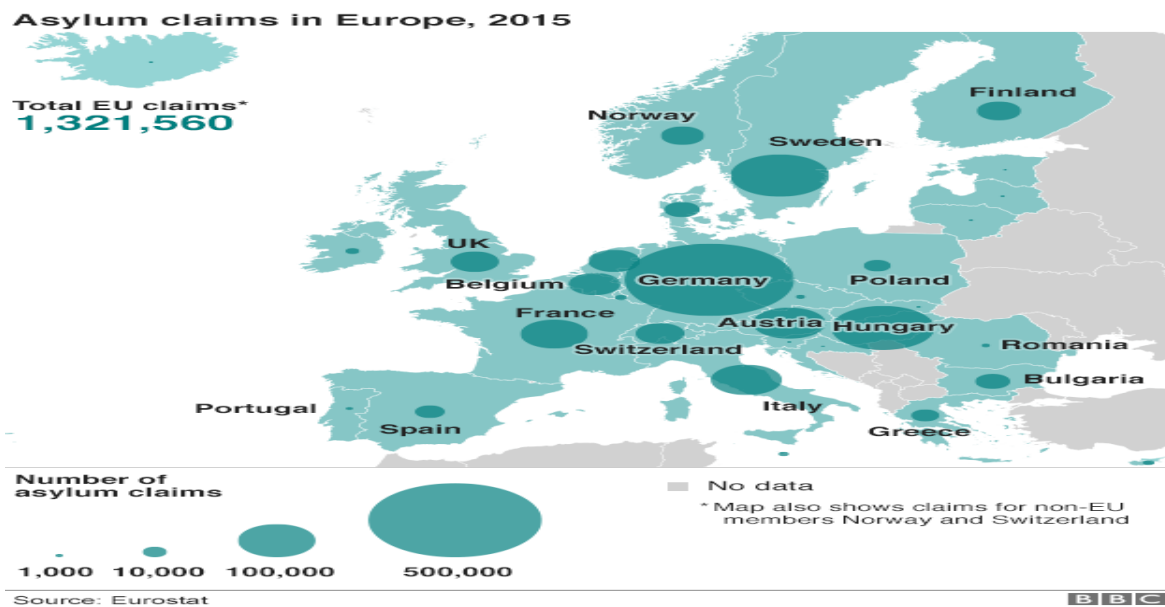 Asylum claims in Europe, 2015
Total EU claims*
1,321,560
Norway
Finland
Sweden
UK
Belgium
Germany
Poland
France
Austria
Hungary
Switzerland
Romania
Portugal
Spain
Italy
Bulgaria
Greece
Number of
asylum claims
1,000
10,000
100,000
500,000
No data
* Map also shows claims for non-EU
members Norway and Switzerland
Source: Eurostat
BBC